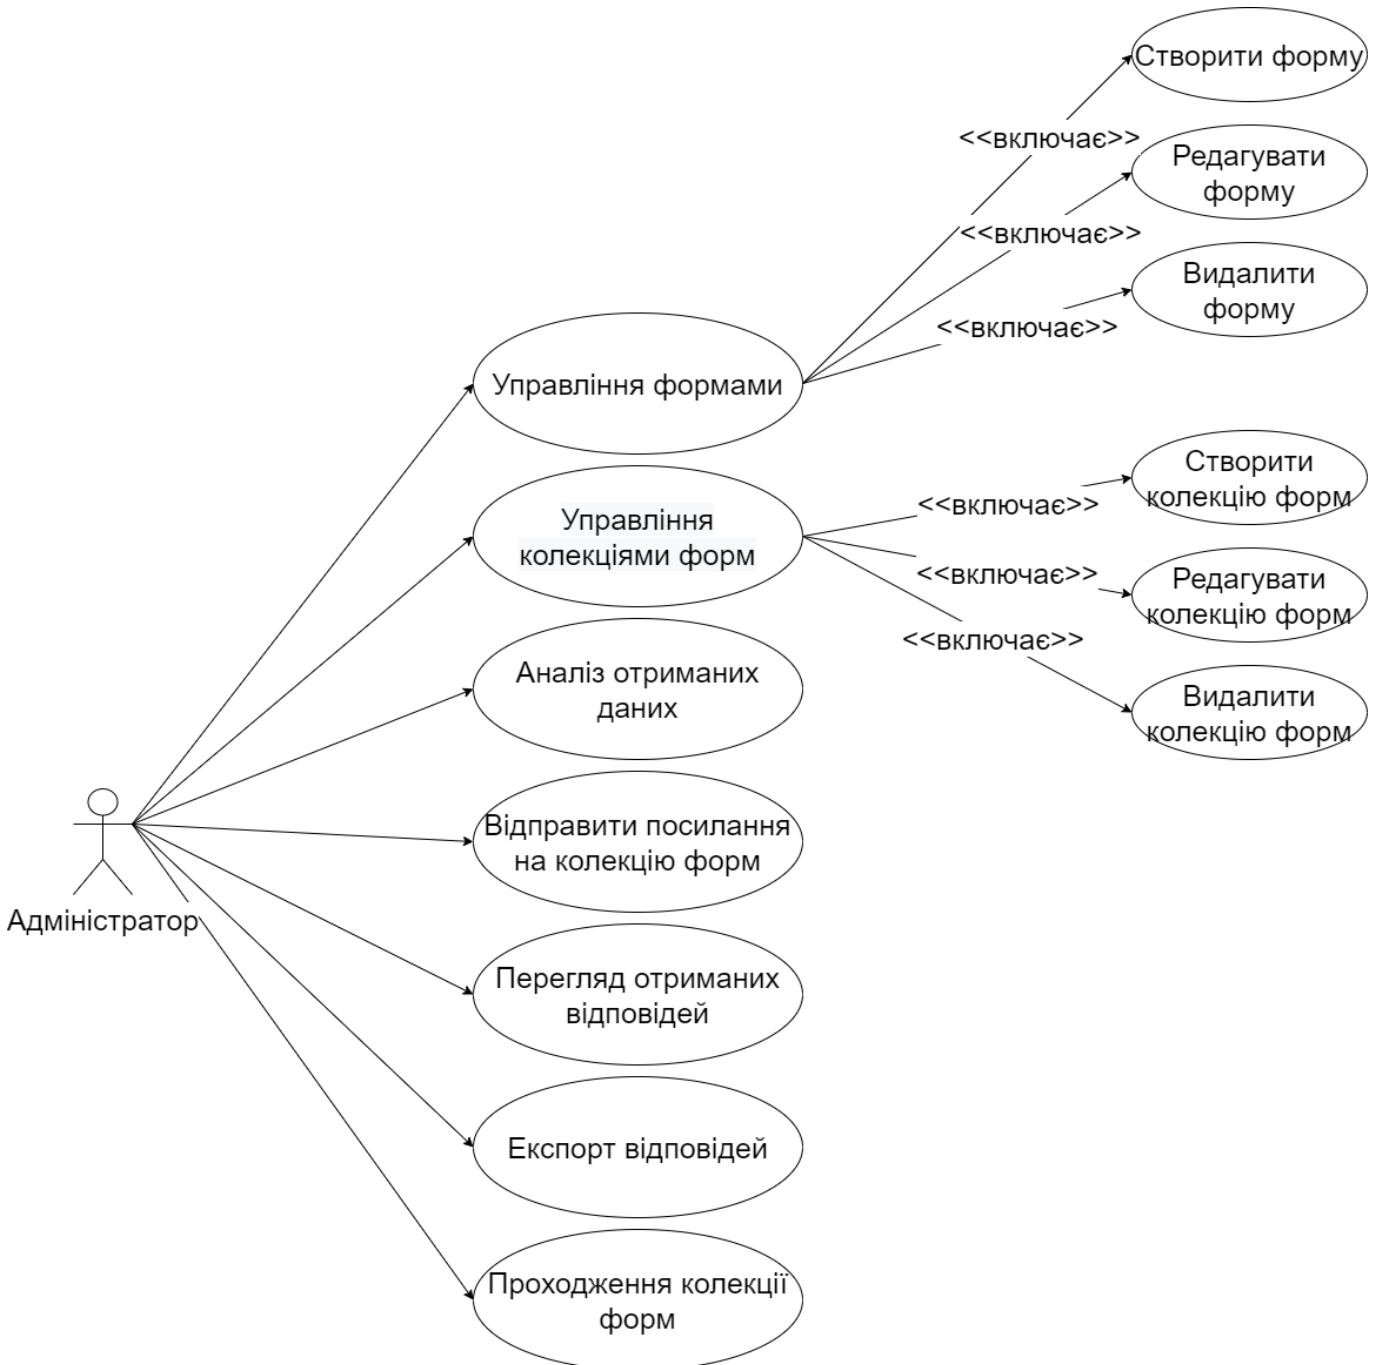 Створити форму
<<включає>>
Редагувати
форму
<<включає>>
Видалити
форму
<<включає>>
Управління формами
Створити
колекцію форм
<<включає>>
Управління
колекціями форм
<<включає>>
Редагувати
колекцію форм
<<включає>>
Аналіз отриманих
даних
Видалити
колекцію форм
Відправити посилання
на колекцію форм
Адміністратор
Перегляд отриманих
відповідей
Експорт відповідей
Проходження колекції
форм